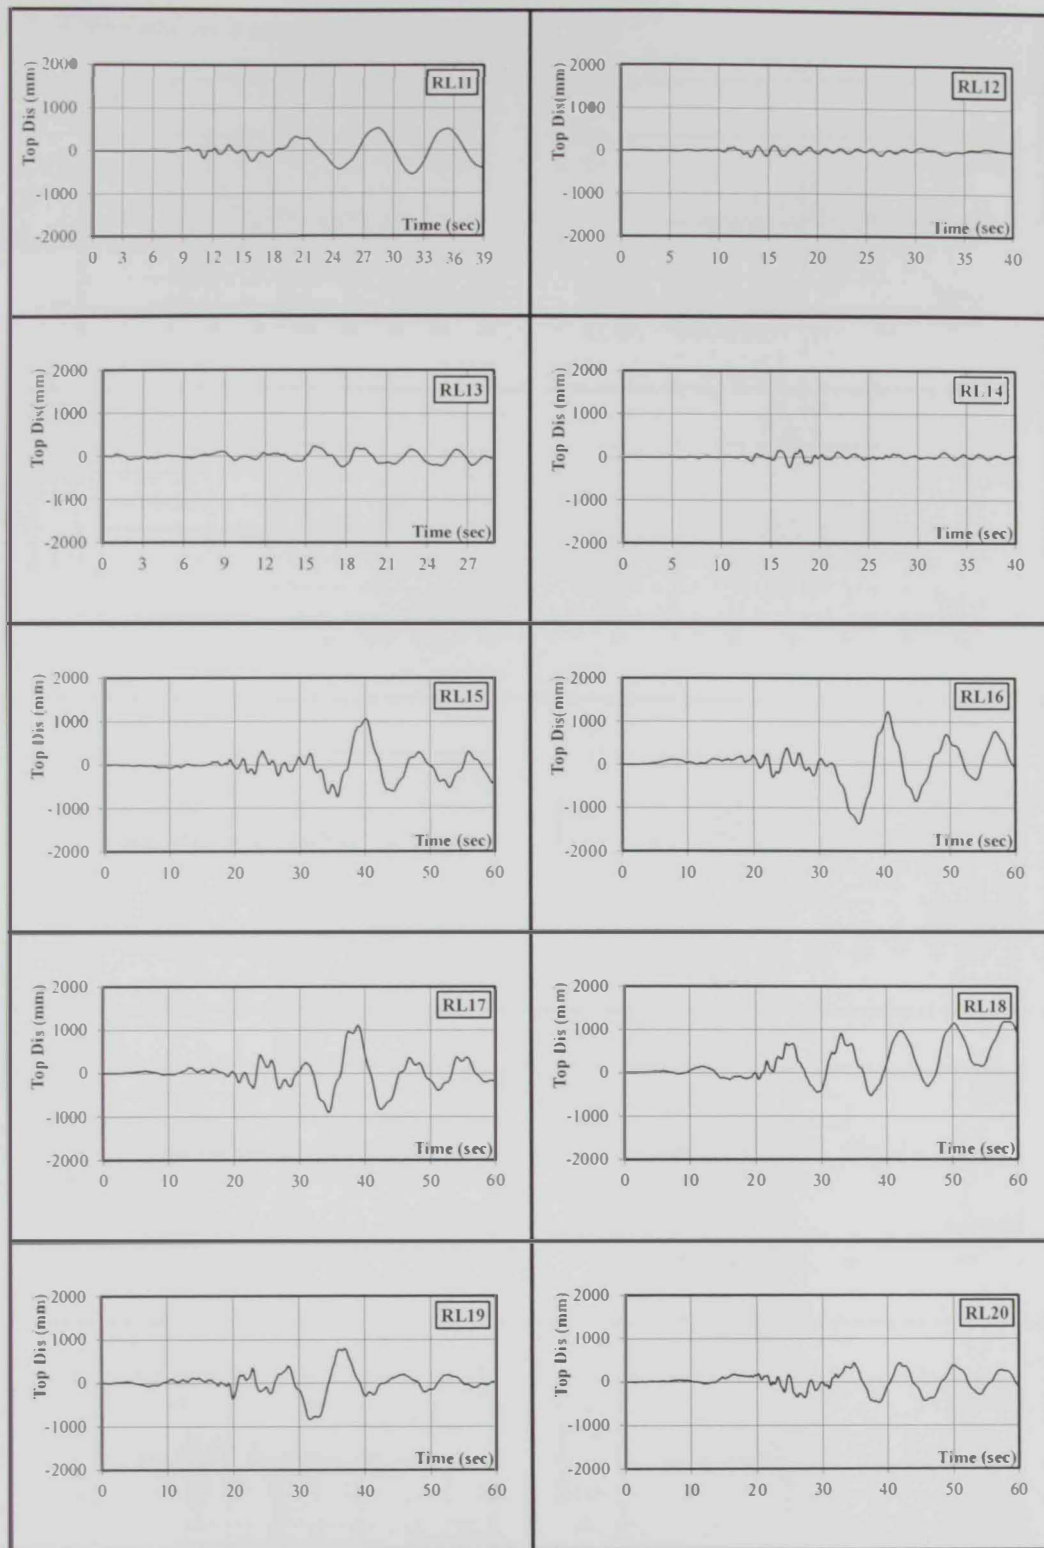 Top Dis (mm)
2000
1000
0
-1000
-2000
RL11
Time (sec)
0 3 6 9 12 15 18 21 24 27 30 33 36 39
Top Dis(mm)
2000
1000
0
-1000
-2000
RL12
Time (sec)
0 5 10 15 20 25 30 35 40
Top Dis(mm)
2000
1000
0
-1000
-2000
RL13
Time (sec)
0 3 6 9 12 15 18 21 24 27
Top Dis (mm)
2000
1000
0
-1000
-2000
RL14
Time (sec)
0 5 10 15 20 25 30 35 40
Top Dis (mm)
2000
1000
0
-1000
-2000
RL15
Time (sec)
0 10 20 30 40 50 60
Top Dis(mm)
2000
1000
0
-1000
-2000
RL16
Time (sec)
0 10 20 30 40 50 60
Top Dis (mm)
2000
1000
0
-1000
-2000
RL17
Time (sec)
0 10 20 30 40 50 60
Top Dis (mm)
2000
1000
0
-1000
-2000
RL18
Time (sec)
0 10 20 30 40 50 60
Top Dis (mm)
2000
1000
0
-1000
-2000
RL19
Time (sec)
0 10 20 30 40 50 60
Top Dis (mm)
2000
1000
0
-1000
-2000
RL20
Time (sec)
0 10 20 30 40 50 60